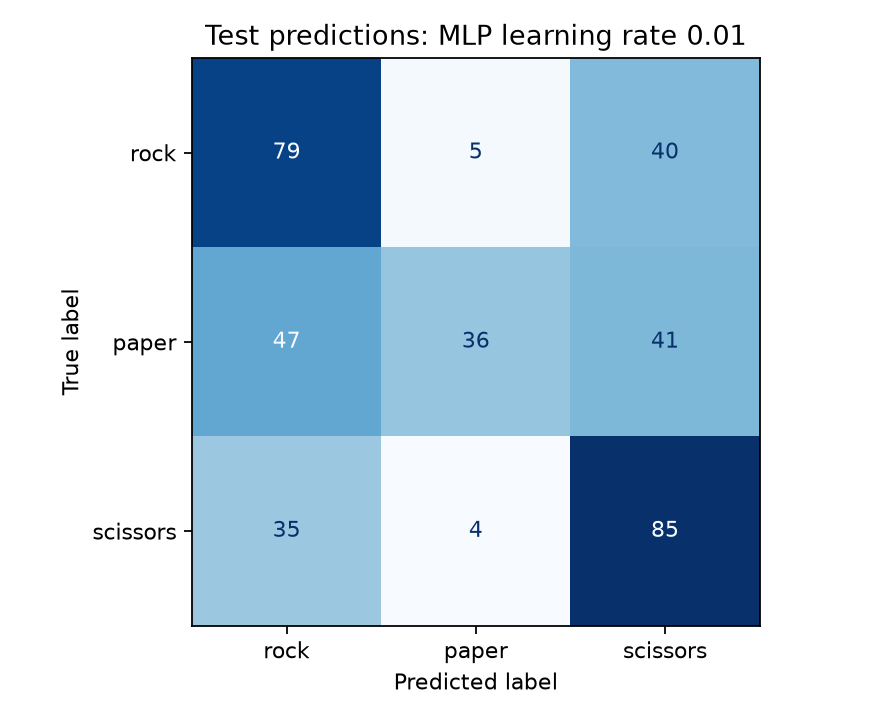 Test predictions: MLP learning rate 0.01
rock 79 5 40
paper 47 36 41
scissors 35 4 85
True label
rock paper scissors
Predicted label